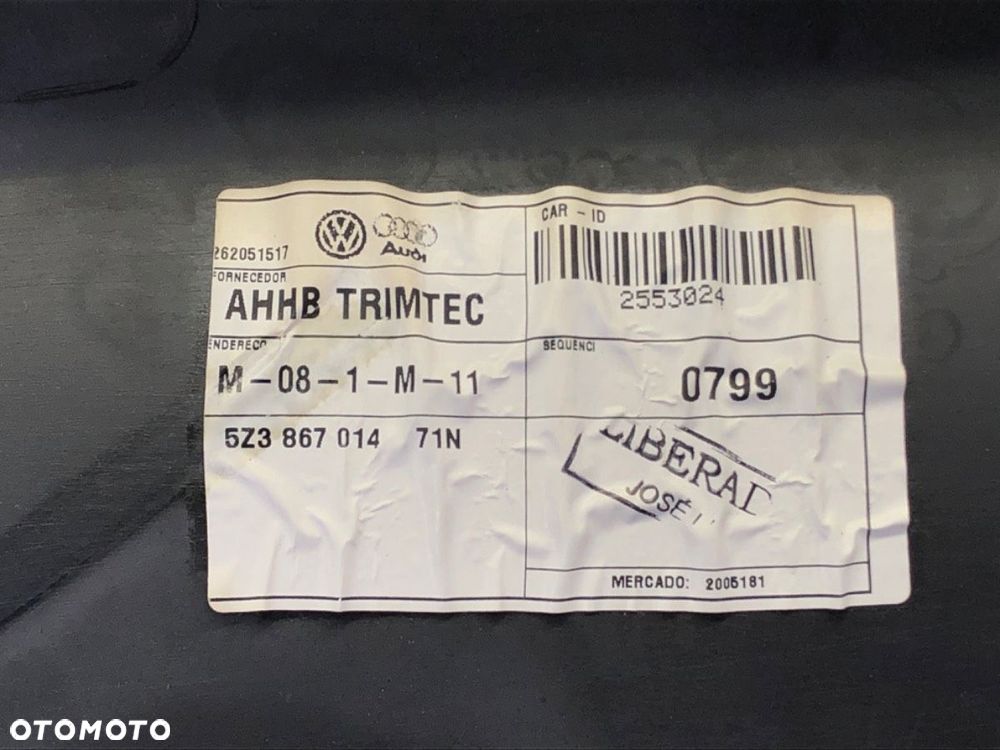 262051517
Audi
CAR - ID
2553024
FORNECEDOR
AHHB TRIMTEC
ENDERECO
M-08-1-M-11
SEQUENCI
0799
5Z3 867 014 71N
LIBERAD
JOSÉ
MERCADO: 2005181
OTOMOTO